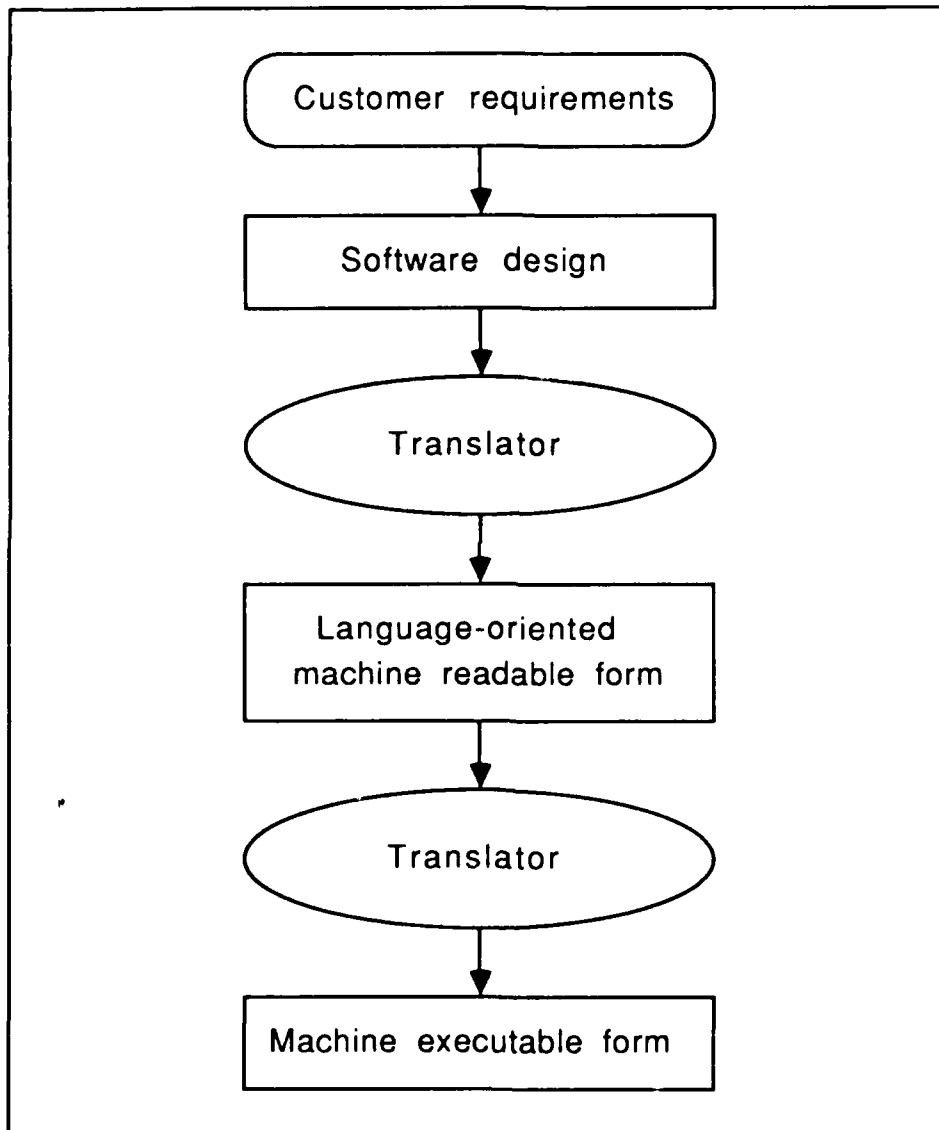 Customer requirements
Software design
Translator
Language-oriented
machine readable form
Translator
Machine executable form